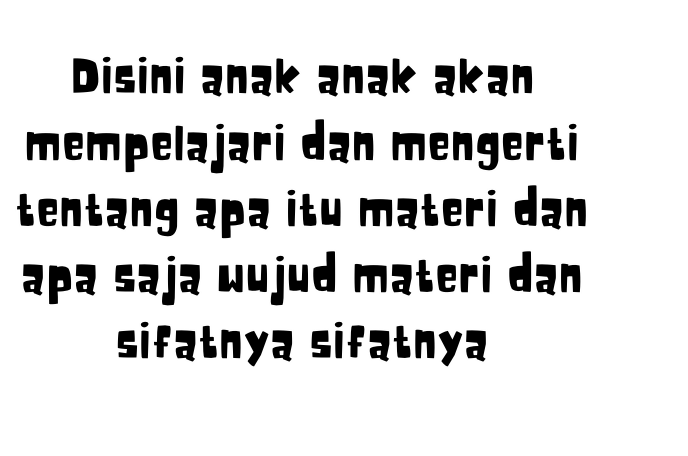 Disini anak anak akan
mempelajari dan mengerti
tentang apa itu materi dan
apa saja wujud materi dan
sifatnya sifatnya